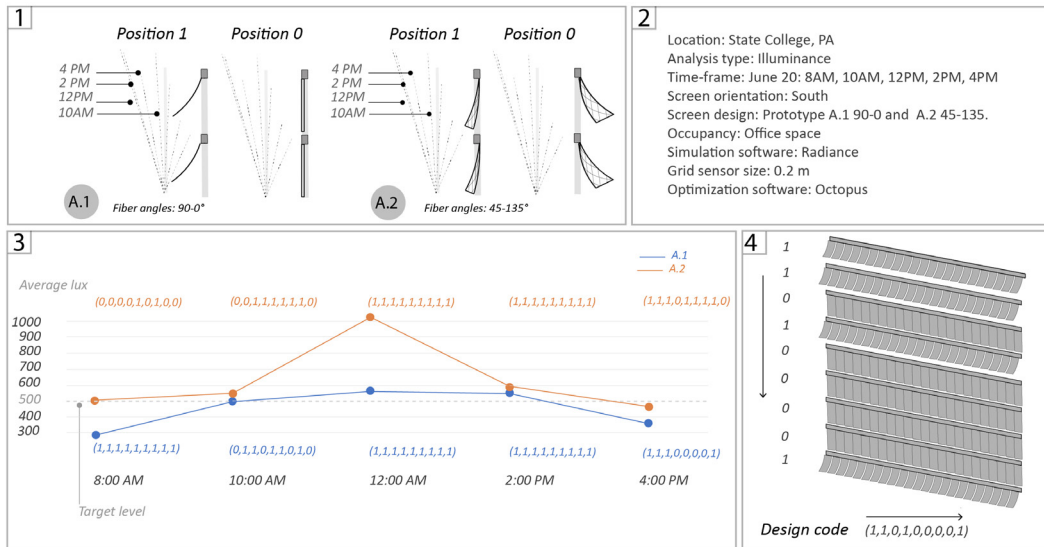 1
Position 1
Position 0
4 PM
2 PM
12PM
10AM
A.1
Fiber angles: 90-0°
Position 1
Position 0
4 PM
2 PM
12PM
10AM
A.2
Fiber angles: 45-135°
2
Location: State College, PA
Analysis type: Illuminance
Time-frame: June 20: 8AM, 10AM, 12PM, 2PM, 4PM
Screen orientation: South
Screen design: Prototype A.1 90-0 and A.2 45-135.
Occupancy: Office space
Simulation software: Radiance
Grid sensor size: 0.2 m
Optimization software: Octopus
3
A.1
A.2
Average lux
(0,0,0,0,1,0,1,0,0)
(0,0,1,1,1,1,1,1,0)
(1,1,1,1,1,1,1,1,1)
(1,1,1,1,1,1,1,1,1)
(1,1,1,0,1,1,1,1,0)
1000
900
800
700
600
500
400
300
(1,1,1,1,1,1,1,1,1)
(0,1,1,0,1,1,0,1,0)
(1,1,1,1,1,1,1,1,1)
(1,1,1,1,1,1,1,1,1)
(1,1,1,0,0,0,0,1)
8:00 AM
10:00 AM
12:00 AM
2:00 PM
4:00 PM
Target level
4
1
1
0
1
0
0
0
0
1
Design code
(1,1,0,1,0,0,0,0,1)